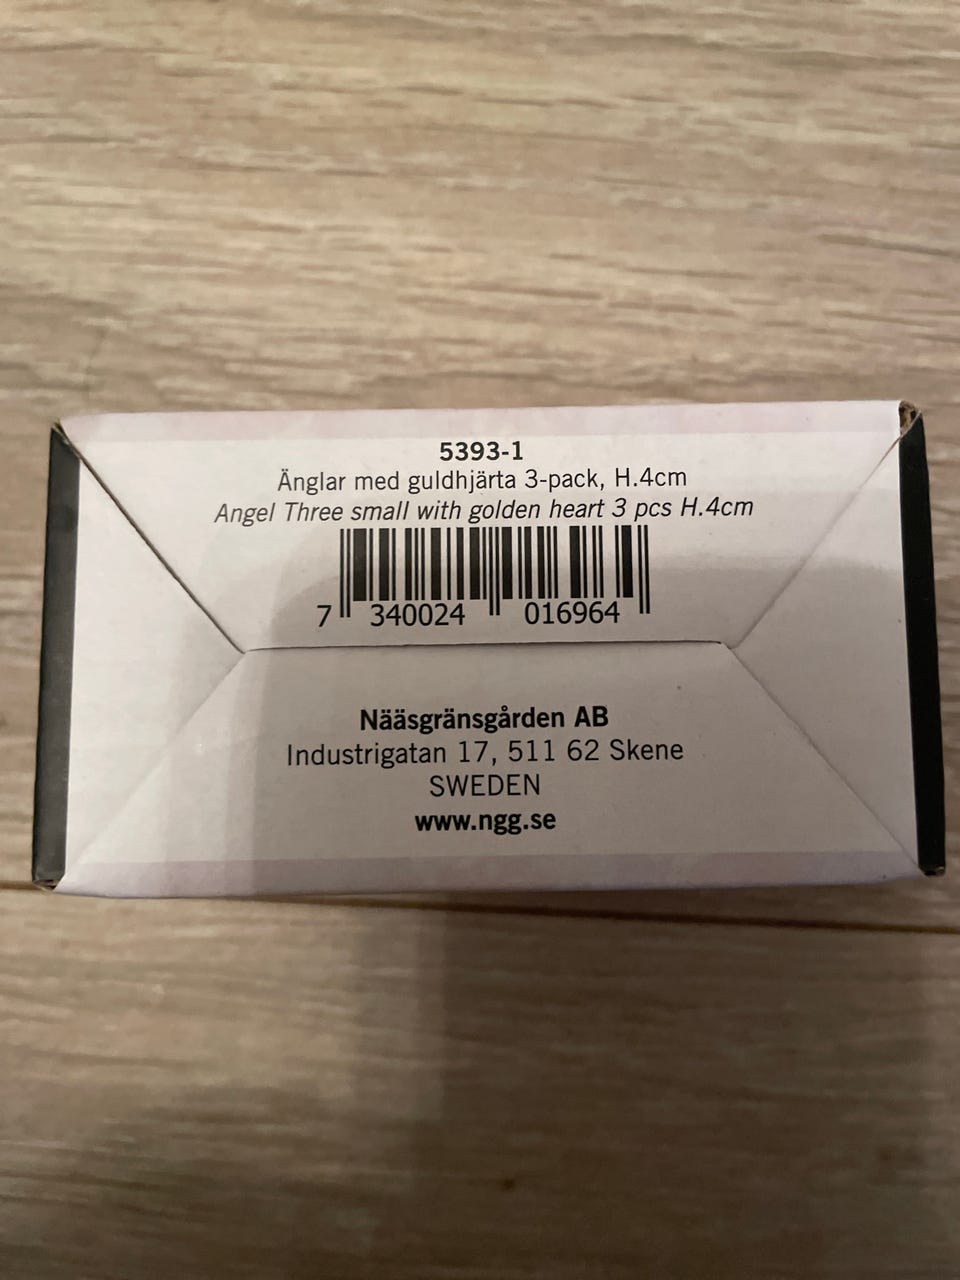 5393-1
Änglar med guldhjärta 3-pack, H.4cm
Angel Three small with golden heart 3 pcs H.4cm
7 340024 016964
Nääsgränsgården AB
Industrigatan 17, 511 62 Skene
SWEDEN
www.ngg.se